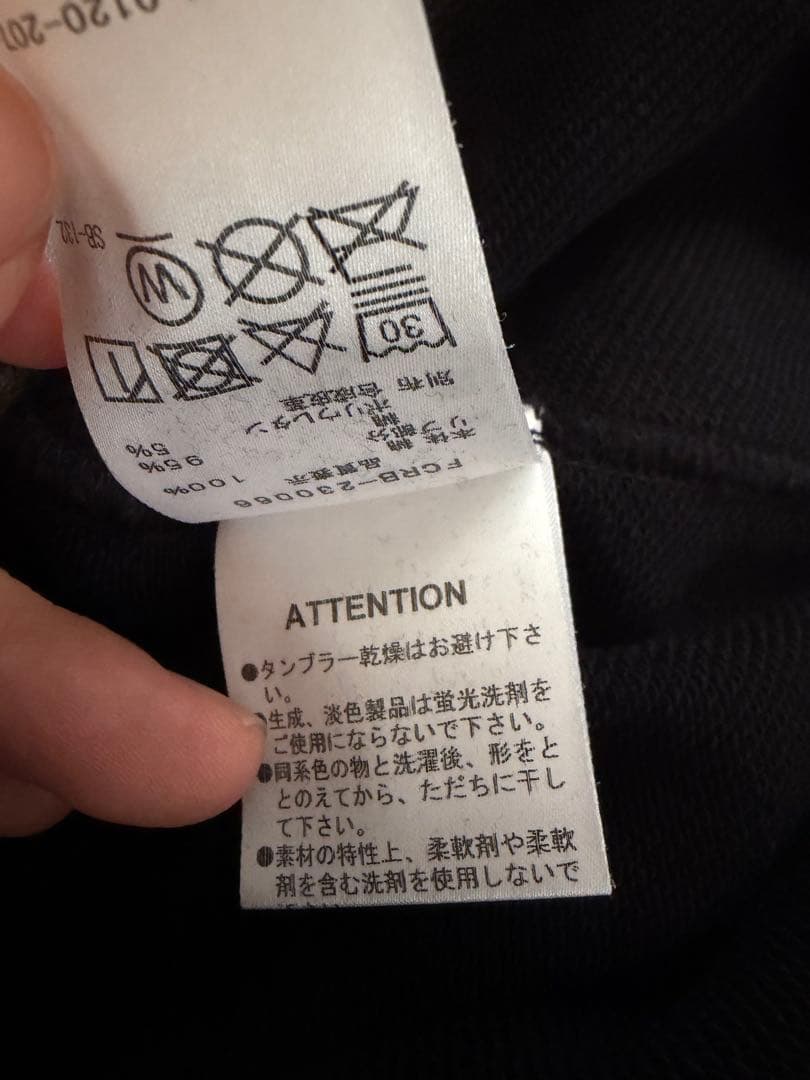 0120-207
SB-132
W
30
FCRB-230066
品質表示
本体 綿 100%
リブ部分
綿 95%
ポリウレタン 5%
別布 合成皮革
ATTENTION
●タンブラー乾燥はお避け下さ
い。
●生成、淡色製品は蛍光洗剤を
ご使用にならないで下さい。
●同系色の物と洗濯後、形をと
とのえてから、ただちに干し
て下さい。
●素材の特性上、柔軟剤や柔軟
剤を含む洗剤を使用しないで